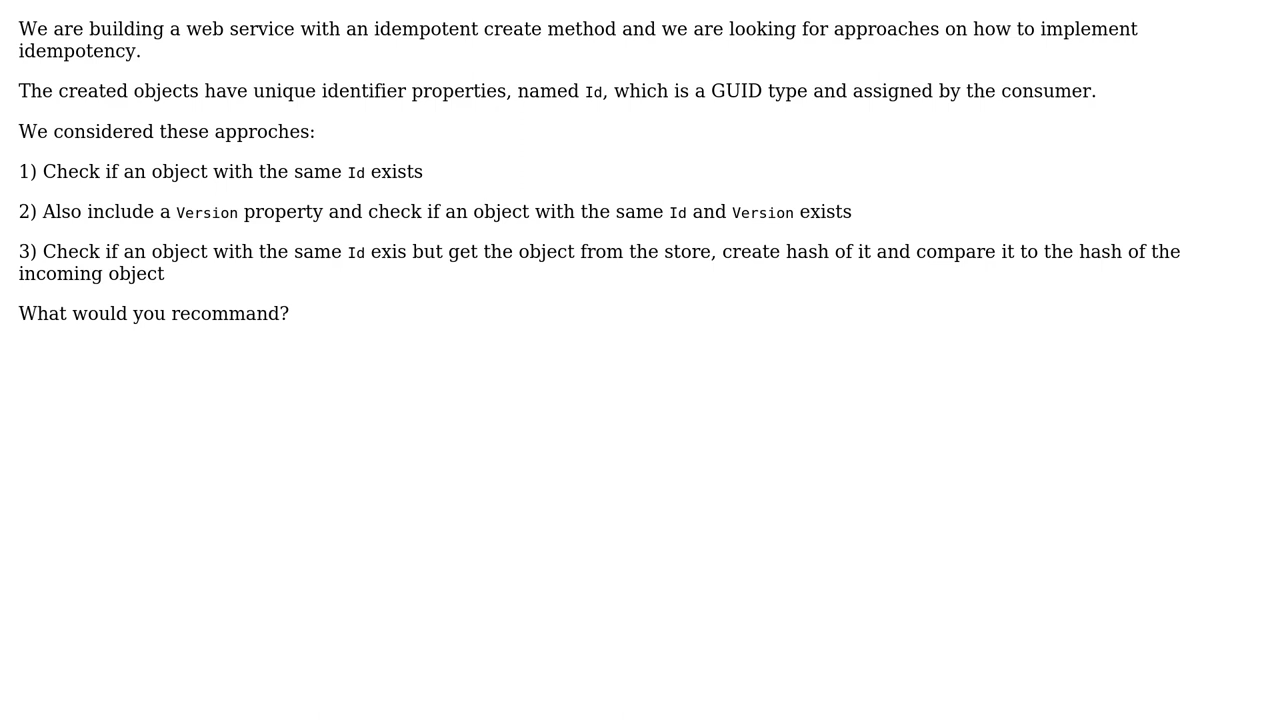 We are building a web service with an idempotent create method and we are looking for approaches on how to implement
idempotency.
The created objects have unique identifier properties, named Id, which is a GUID type and assigned by the consumer.
We considered these approches:
1) Check if an object with the same Id exists
2) Also include a Version property and check if an object with the same Id and Version exists
3) Check if an object with the same Id exis but get the object from the store, create hash of it and compare it to the hash of the
incoming object
What would you recommand?